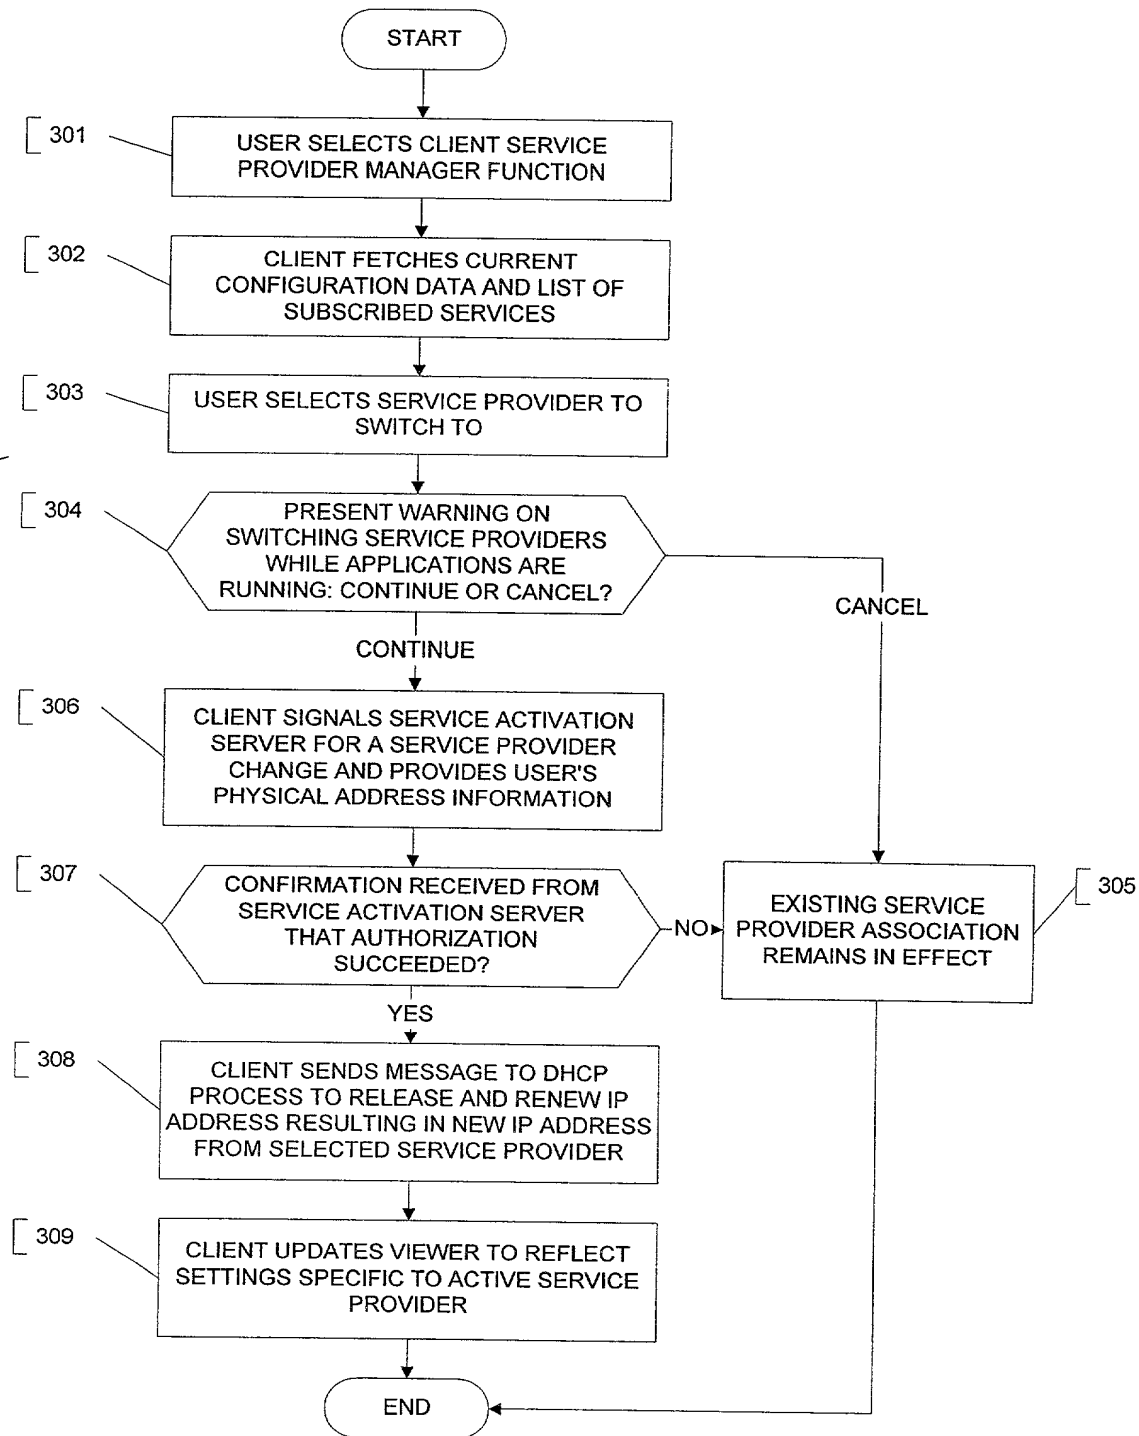 START
301
USER SELECTS CLIENT SERVICE
PROVIDER MANAGER FUNCTION
302
CLIENT FETCHES CURRENT
CONFIGURATION DATA AND LIST OF
SUBSCRIBED SERVICES
303
USER SELECTS SERVICE PROVIDER TO
SWITCH TO
304
PRESENT WARNING ON
SWITCHING SERVICE PROVIDERS
WHILE APPLICATIONS ARE
RUNNING: CONTINUE OR CANCEL?
CANCEL
CONTINUE
306
CLIENT SIGNALS SERVICE ACTIVATION
SERVER FOR A SERVICE PROVIDER
CHANGE AND PROVIDES USER'S
PHYSICAL ADDRESS INFORMATION
307
CONFIRMATION RECEIVED FROM
SERVICE ACTIVATION SERVER
THAT AUTHORIZATION
SUCCEEDED?
NO
EXISTING SERVICE
PROVIDER ASSOCIATION
REMAINS IN EFFECT
305
YES
308
CLIENT SENDS MESSAGE TO DHCP
PROCESS TO RELEASE AND RENEW IP
ADDRESS RESULTING IN NEW IP ADDRESS
FROM SELECTED SERVICE PROVIDER
309
CLIENT UPDATES VIEWER TO REFLECT
SETTINGS SPECIFIC TO ACTIVE SERVICE
PROVIDER
END